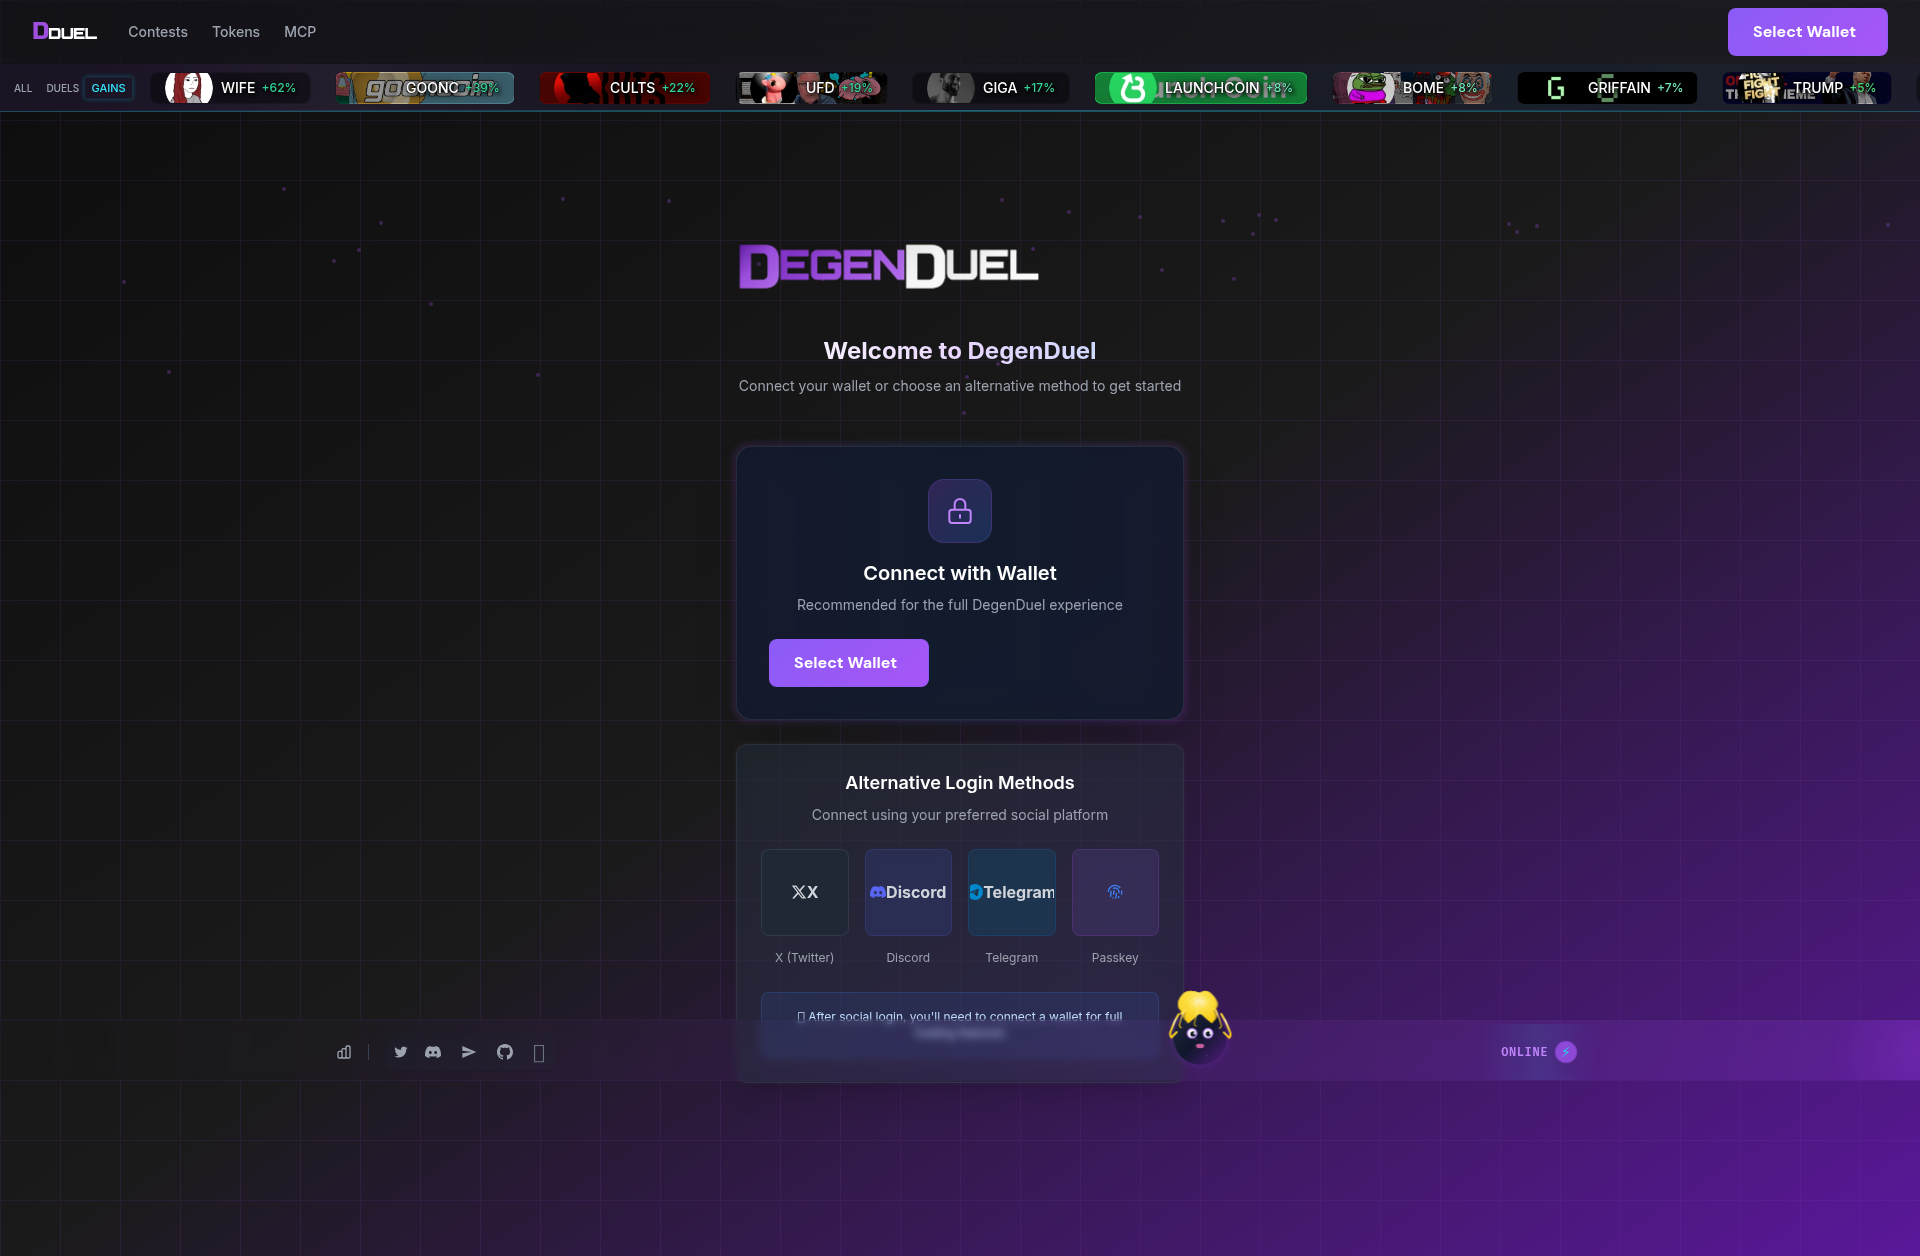 DDUEL
Contests
Tokens
MCP
Select Wallet
ALL
DUELS
GAINS
WIFE +62%
GOONC +39%
CULTS +22%
UFD +19%
GIGA +17%
LAUNCHCOIN +8%
BOME +8%
GRIFFAIN +7%
TRUMP +5%
DEGENDUEL
Welcome to DegenDuel
Connect your wallet or choose an alternative method to get started
Connect with Wallet
Recommended for the full DegenDuel experience
Select Wallet
Alternative Login Methods
Connect using your preferred social platform
X
Discord
Telegram
X (Twitter)
Discord
Telegram
Passkey
After social login, you'll need to connect a wallet for full
ONLINE